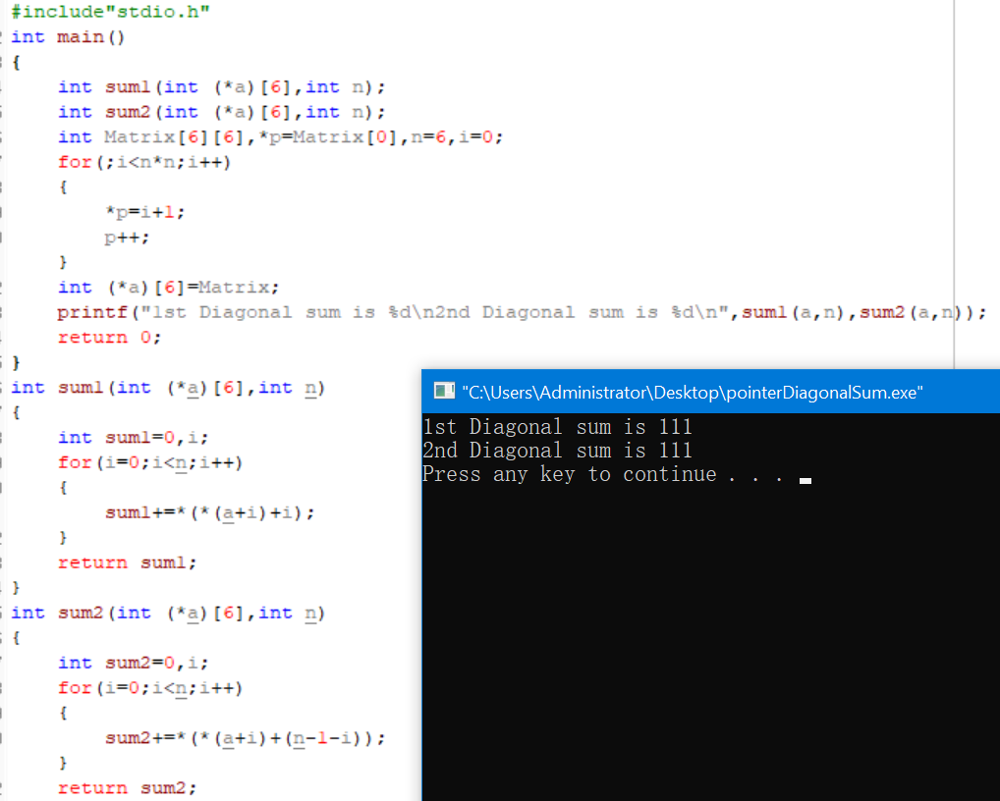 #include"stdio.h"
int main()
{
    int sum1(int (*a)[6],int n);
    int sum2(int (*a)[6],int n);
    int Matrix[6][6],*p=Matrix[0],n=6,i=0;
    for(;i<n*n;i++)
    {
        *p=i+1;
        p++;
    }
    int (*a)[6]=Matrix;
    printf("1st Diagonal sum is %d\n2nd Diagonal sum is %d\n",sum1(a,n),sum2(a,n));
    return 0;
}
int sum1(int (*a)[6],int n)
{
    int sum1=0,i;
    for(i=0;i<n;i++)
    {
        sum1+=*(*(a+i)+i);
    }
    return sum1;
}
int sum2(int (*a)[6],int n)
{
    int sum2=0,i;
    for(i=0;i<n;i++)
    {
        sum2+=*(*(a+i)+(n-1-i));
    }
    return sum2;
"C:\Users\Administrator\Desktop\pointerDiagonalSum.exe"
1st Diagonal sum is 111
2nd Diagonal sum is 111
Press any key to continue . . .